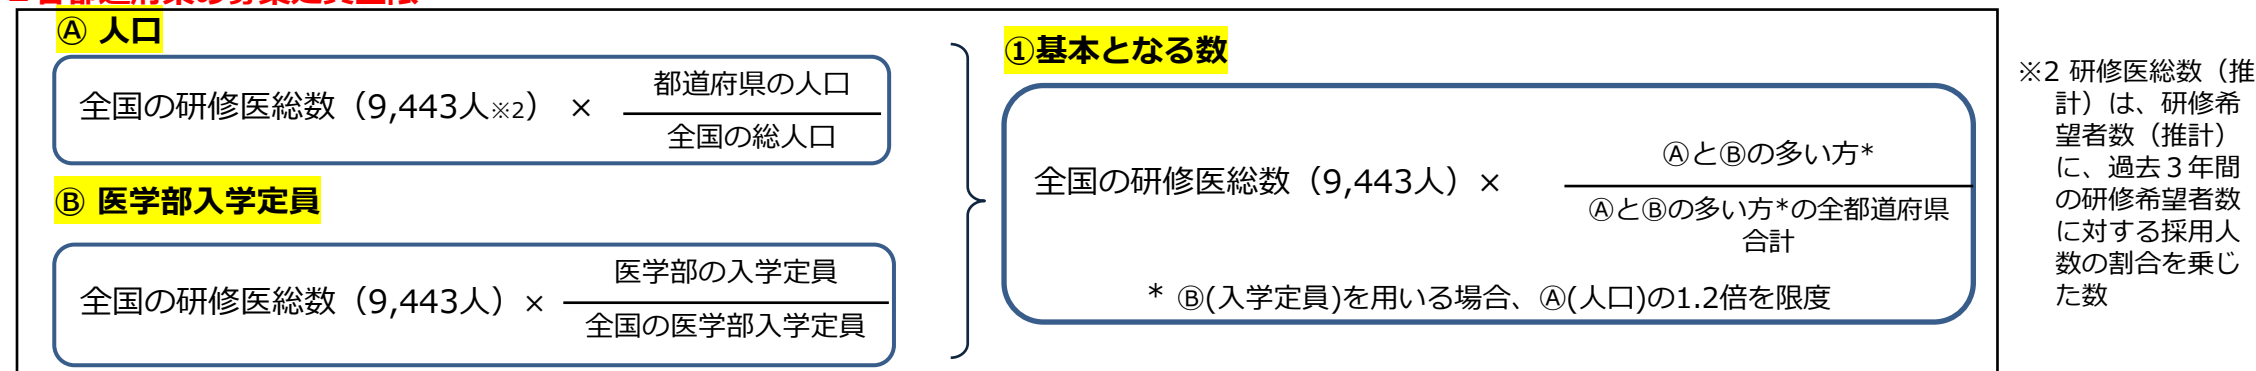 Ⓐ 人口
全国の研修医総数（9,443人※2） × 都道府県の人口
全国の総人口
Ⓑ 医学部入学定員
全国の研修医総数（9,443人）× 医学部の入学定員
全国の医学部入学定員
①基本となる数
全国の研修医総数（9,443人）× ⒶとⒷの多い方*
ⒶとⒷの多い方*の全都道府県
合計
* Ⓑ(入学定員)を用いる場合、Ⓐ(人口)の1.2倍を限度
※2 研修医総数（推
計）は、研修希
望者数（推計）
に、過去３年間
の研修希望者数
に対する採用人
数の割合を乗じ
た数